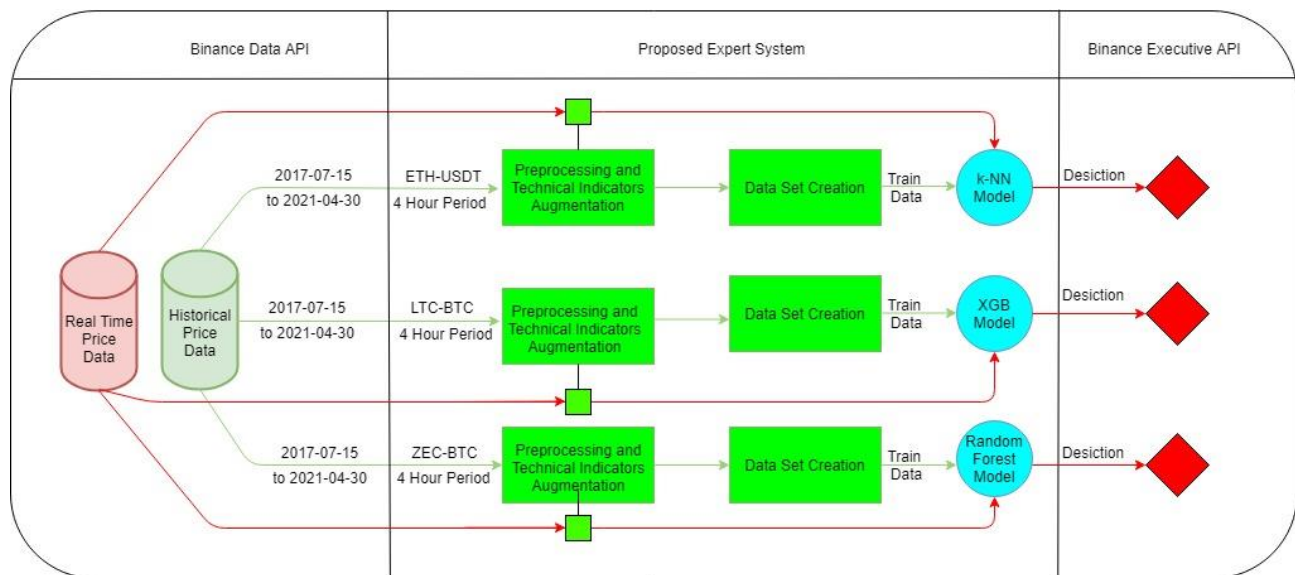 Binance Data API
Proposed Expert System
Binance Executive API
2017-07-15
to 2021-04-30
ETH-USDT
4 Hour Period
Preprocessing and
Technical Indicators
Augmentation
Data Set Creation
Train
Data
k-NN
Model
Desiction
Real Time
Price
Data
Historical
Price
Data
2017-07-15
to 2021-04-30
LTC-BTC
4 Hour Period
Preprocessing and
Technical Indicators
Augmentation
Data Set Creation
Train
Data
XGB
Model
Desiction
2017-07-15
to 2021-04-30
ZEC-BTC
4 Hour Period
Preprocessing and
Technical Indicators
Augmentation
Data Set Creation
Train
Data
Random
Forest
Model
Desiction